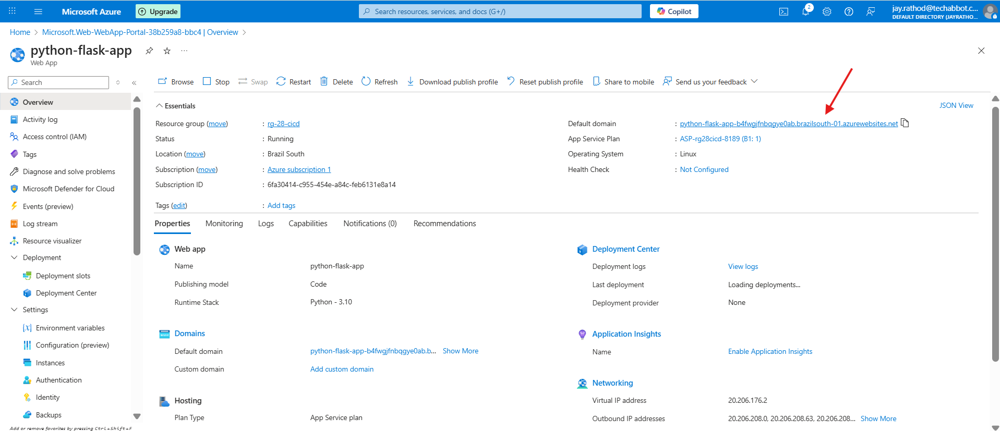 Microsoft Azure
Upgrade
Search resources, services, and docs (G+/)
Copilot
2
jay.rathod@techabbot.c...
DEFAULT DIRECTORY (JAYRATHO...
Home > Microsoft.Web-WebApp-Portal-38b259a8-bbc4 | Overview >
python-flask-app
...
Web App
Search
Browse
Stop
Swap
Restart
Delete
Refresh
Download publish profile
Reset publish profile
Share to mobile
Send us your feedback
Overview
Activity log
Access control (IAM)
Tags
Diagnose and solve problems
Microsoft Defender for Cloud
Events (preview)
Log stream
Resource visualizer
Deployment
Deployment slots
Deployment Center
Settings
Environment variables
Configuration (preview)
Instances
Authentication
Identity
Backups
Add or remove favorites by pressing Ctrl+Shift+F
Essentials
JSON View
Resource group (move) : rg-28-cicd
Status : Running
Location (move) : Brazil South
Subscription (move) : Azure subscription 1
Subscription ID : 6fa30414-c955-454e-a84c-feb6131e8a14
Tags (edit) : Add tags
Default domain : python-flask-app-b4fwgjfnbqgye0ab.brazilsouth-01.azurewebsites.net
App Service Plan : ASP-rg28cicd-8189 (B1: 1)
Operating System : Linux
Health Check : Not Configured
Properties
Monitoring
Logs
Capabilities
Notifications (0)
Recommendations
Web app
Name python-flask-app
Publishing model Code
Runtime Stack Python - 3.10
Domains
Default domain python-flask-app-b4fwgjfnbqgye0ab.b... Show More
Custom domain Add custom domain
Hosting
Plan Type App Service plan
Deployment Center
Deployment logs View logs
Last deployment Loading deployments...
Deployment provider None
Application Insights
Name Enable Application Insights
Networking
Virtual IP address 20.206.176.2
Outbound IP addresses 20.206.208.0, 20.206.208.63, 20.206.208... Show More